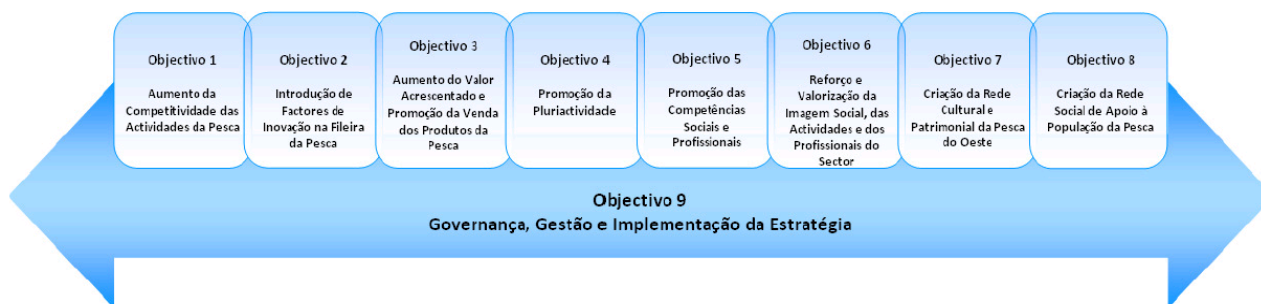 Objectivo 1
Aumento da
Competitividade das
Actividades da Pesca
Objectivo 2
Introdução de
Factores de
Inovação na Fileira
da Pesca
Objectivo 3
Aumento do Valor
Acrescentado e
Promoção da Venda
dos Produtos da
Pesca
Objectivo 4
Promoção da
Pluriactividade
Objectivo 5
Promoção das
Competências
Sociais e
Profissionais
Objectivo 6
Reforço e
Valorização da
Imagem Social, das
Actividades e dos
Profissionais do
Sector
Objectivo 7
Criação da Rede
Cultural e
Patrimonial da Pesca
do Oeste
Objectivo 8
Criação da Rede
Social de Apoio à
População da Pesca
Objectivo 9
Governança, Gestão e Implementação da Estratégia